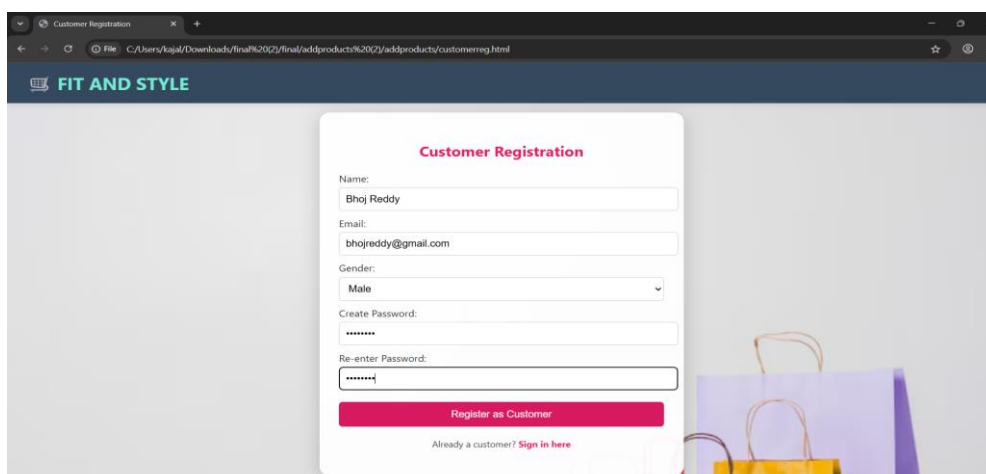 Customer Registration
File C:/Users/kajal/Downloads/final%20(2)/final/addproducts%20(2)/addproducts/customerreg.html
FIT AND STYLE
Customer Registration
Name:
Bhoj Reddy
Email:
bhojreddy@gmail.com
Gender:
Male
Create Password:
••••••••
Re-enter Password:
••••••••
Register as Customer
Already a customer? Sign in here